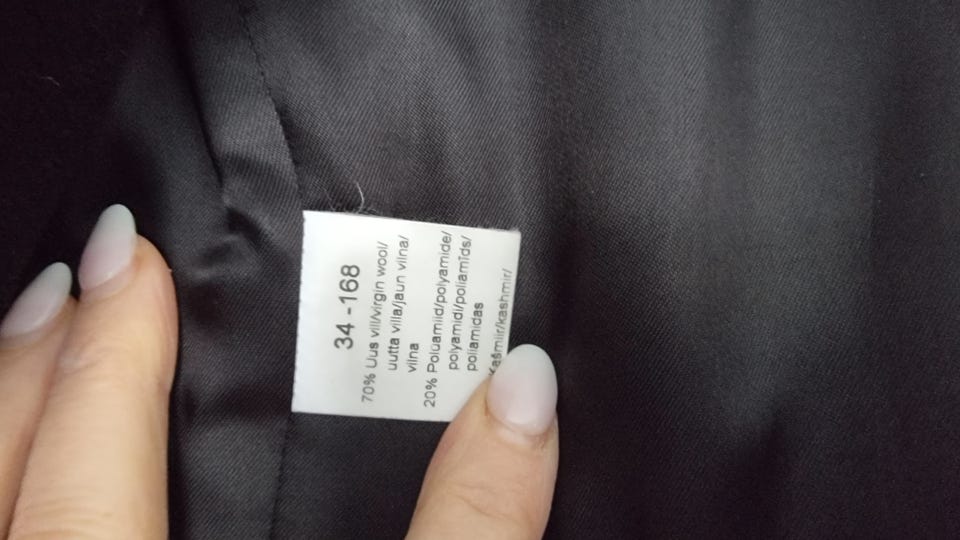 34 -168
70% Uus vill/virgin wool/
uutta villa/jaun vilna/
vilna
20% Polüamiid/polyamide/
polyamidi/poliamīds/
poliamidas
Kašmiir/kashmir/